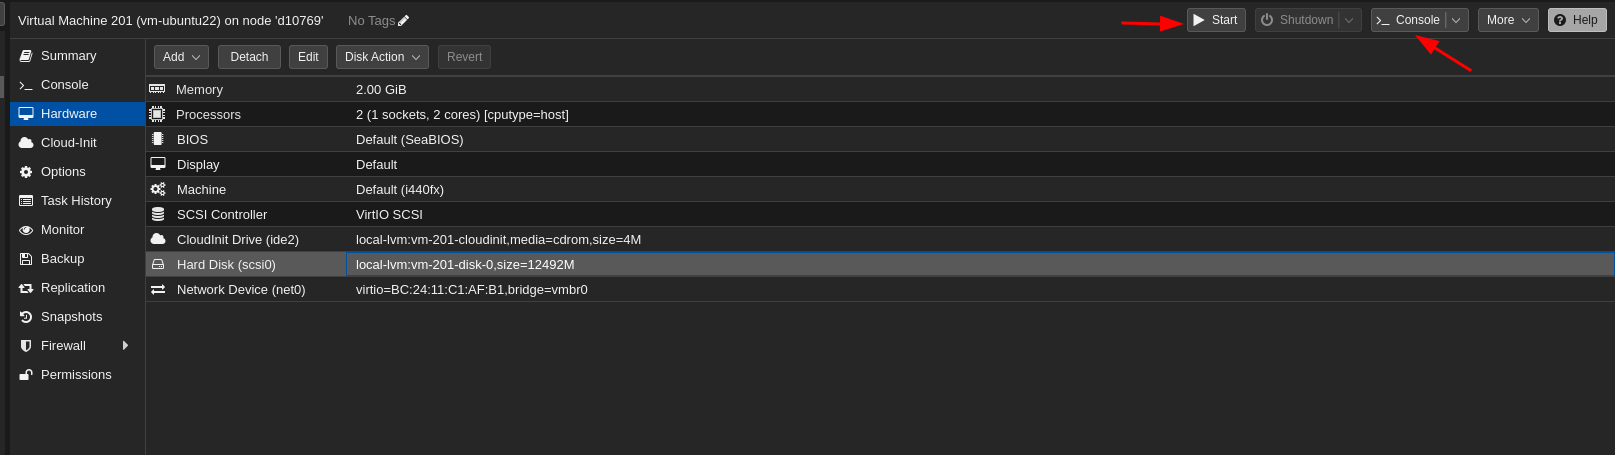 Virtual Machine 201 (vm-ubuntu22) on node 'd10769' No Tags Start Shutdown Console More Help
Summary
Console
Hardware
Cloud-Init
Options
Task History
Monitor
Backup
Replication
Snapshots
Firewall
Permissions
Add Detach Edit Disk Action Revert
Memory 2.00 GiB
Processors 2 (1 sockets, 2 cores) [cputype=host]
BIOS Default (SeaBIOS)
Display Default
Machine Default (i440fx)
SCSI Controller VirtIO SCSI
CloudInit Drive (ide2) local-lvm:vm-201-cloudinit,media=cdrom,size=4M
Hard Disk (scsi0) local-lvm:vm-201-disk-0,size=12492M
Network Device (net0) virtio=BC:24:11:C1:AF:B1,bridge=vmbr0